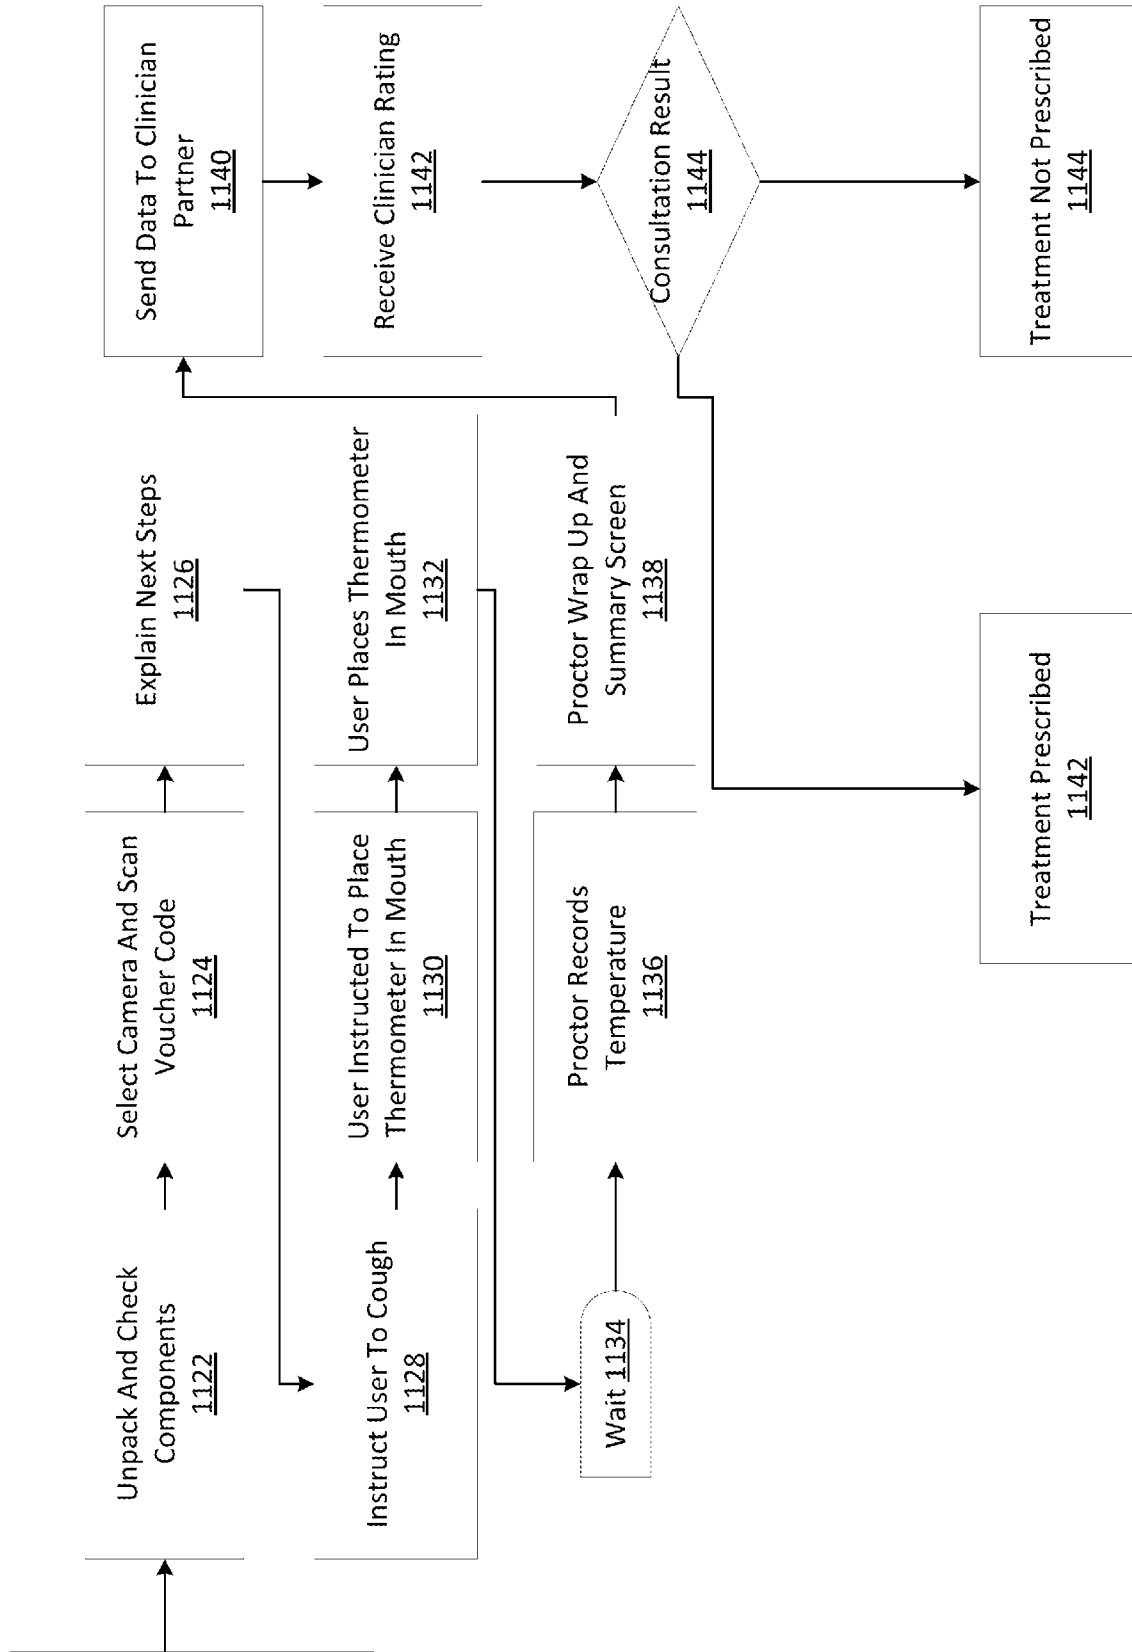 Unpack And Check
Components
1122
Select Camera And Scan
Voucher Code
1124
Explain Next Steps
1126
Instruct User To Cough
1128
User Instructed To Place
Thermometer In Mouth
1130
User Places Thermometer
In Mouth
1132
Wait 1134
Proctor Records
Temperature
1136
Proctor Wrap Up And
Summary Screen
1138
Send Data To Clinician
Partner
1140
Receive Clinician Rating
1142
Consultation Result
1144
Treatment Prescribed
1142
Treatment Not Prescribed
1144